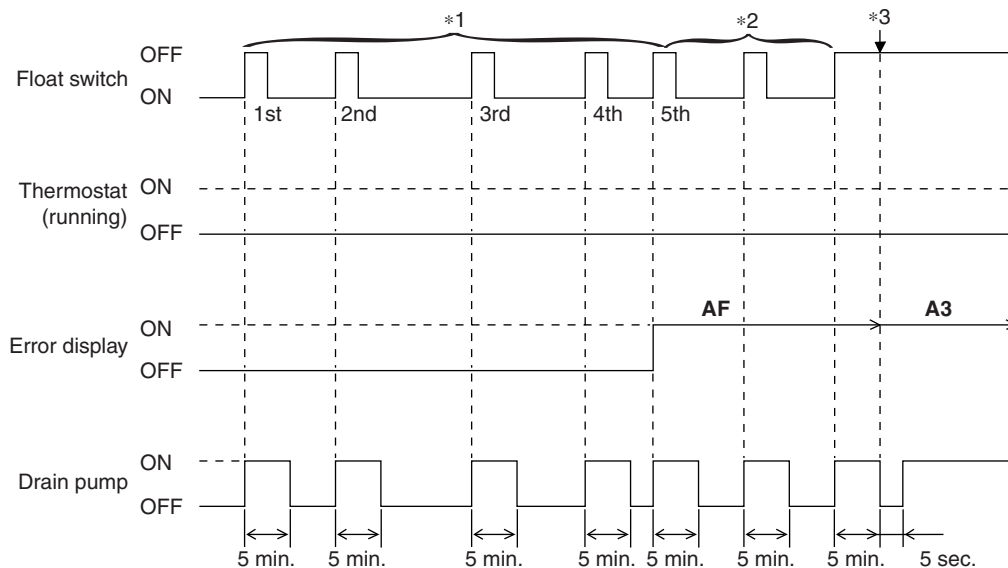 *1 *2 *3
OFF
Float switch
ON
1st 2nd 3rd 4th 5th
Thermostat ON
(running)
OFF
AF A3
ON
Error display
OFF
ON
Drain pump
OFF
5 min. 5 min. 5 min. 5 min. 5 min. 5 min. 5 min. 5 sec.